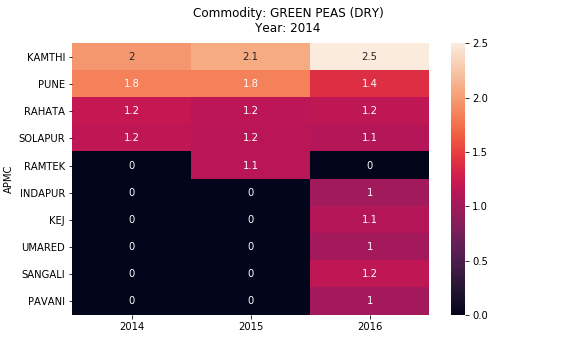 Commodity: GREEN PEAS (DRY)
Year: 2014
APMC
KAMTHI 2 2.1 2.5
PUNE 1.8 1.8 1.4
RAHATA 1.2 1.2 1.2
SOLAPUR 1.2 1.2 1.1
RAMTEK 0 1.1 0
INDAPUR 0 0 1
KEJ 0 0 1.1
UMARED 0 0 1
SANGALI 0 0 1.2
PAVANI 0 0 1
2014 2015 2016
2.5
2.0
1.5
1.0
0.5
0.0